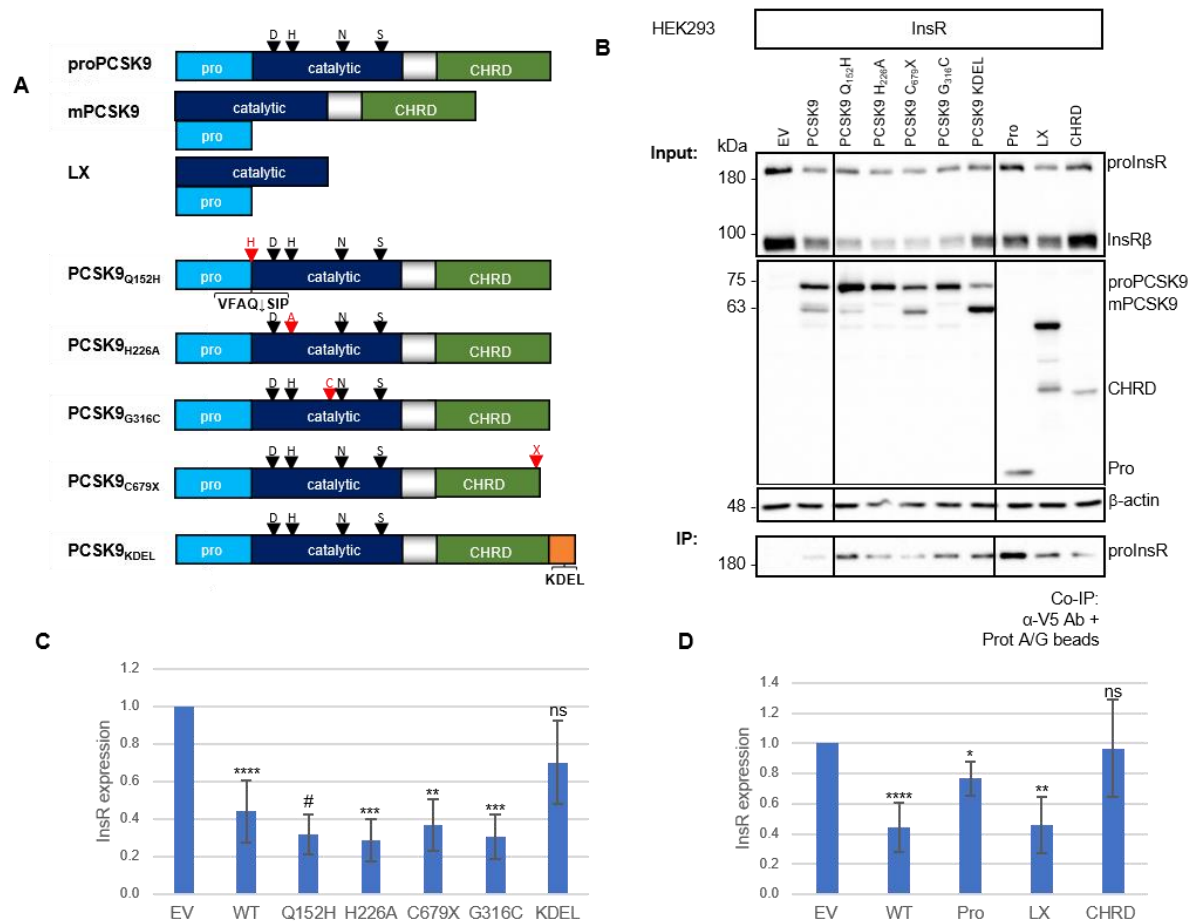 A
D H N S
proPCSK9 pro catalytic CHRD
mPCSK9 catalytic CHRD
pro
LX catalytic
pro
H D H N S
PCSK9Q152H pro catalytic CHRD
VFAQ↓SIP
D A N S
PCSK9H226A pro catalytic CHRD
D H C N S
PCSK9G316C pro catalytic CHRD
D H N S X
PCSK9C679X pro catalytic CHRD
D H N S
PCSK9KDEL pro catalytic CHRD
KDEL
B
HEK293 InsR
EV
PCSK9
PCSK9 Q152H
PCSK9 H226A
PCSK9 C679X
PCSK9 G316C
PCSK9 KDEL
Pro
LX
CHRD
Input: kDa
180 proInsR
100 InsRβ
75 proPCSK9
63 mPCSK9
CHRD
Pro
48 β-actin
IP:
180 proInsR
Co-IP:
α-V5 Ab +
Prot A/G beads
C
InsR expression
1.2
1.0
0.8
0.6
0.4
0.2
0.0
**** # *** ** *** ns
EV WT Q152H H226A C679X G316C KDEL
D
InsR expression
1.4
1.2
1.0
0.8
0.6
0.4
0.2
0.0
**** * ** ns
EV WT Pro LX CHRD